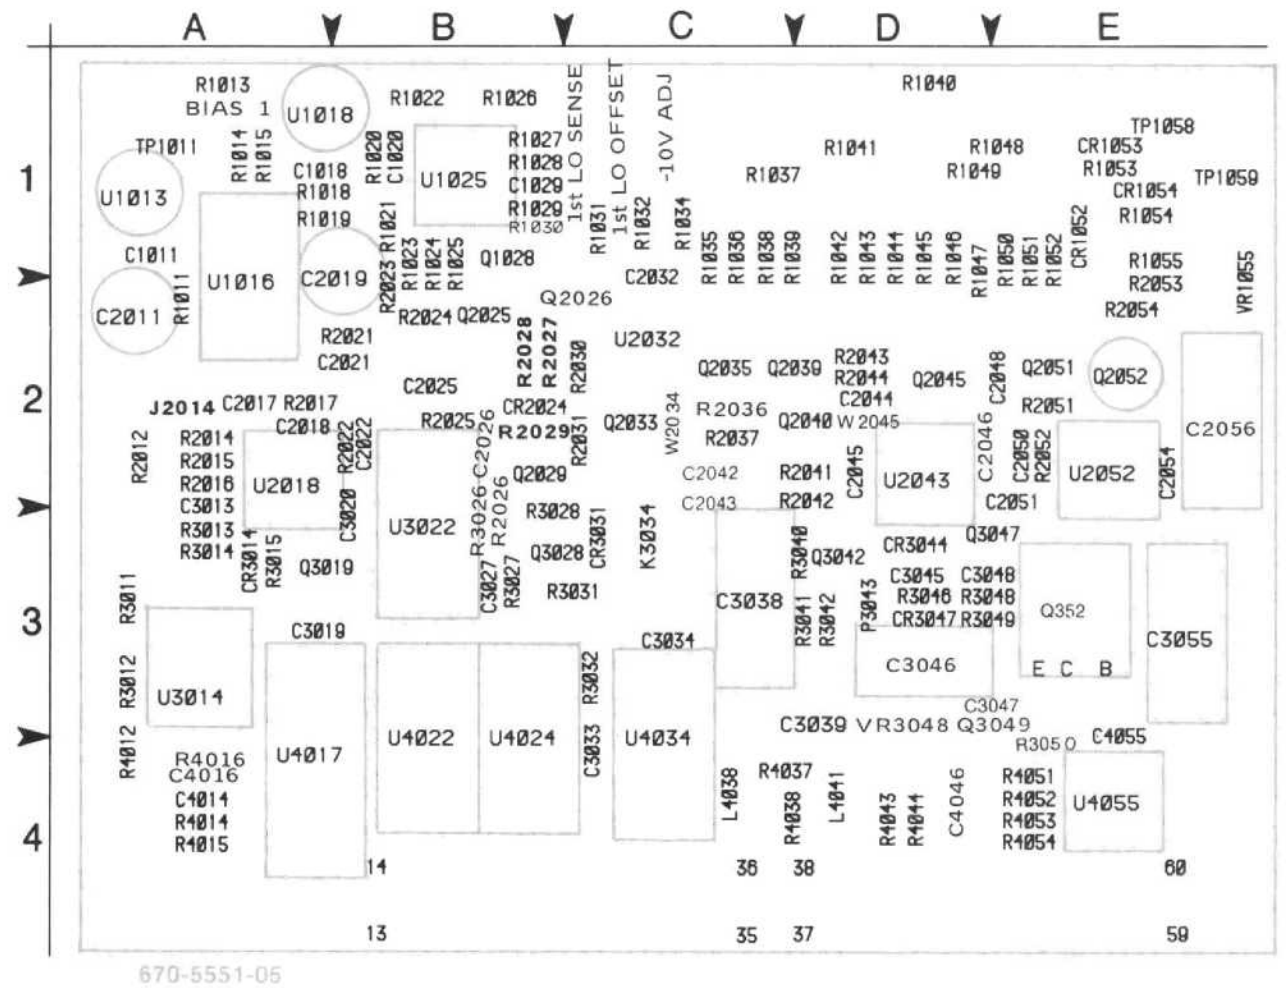 A B C D E
R1013
BIAS 1
U1018
R1022
R1026
1st LO SENSE
1st LO OFFSET
-10V ADJ
R1040
TP1058
TP1011
R1014
R1015
R1020
C1020
R1027
R1028
C1029
R1029
R1030
R1041
R1048
CR1053
1
C1018
R1018
R1019
U1025
R1037
R1049
R1053
TP1059
CR1054
R1054
U1013
R1021
R1031
R1032
R1034
CR1052
C1011
R1011
U1016
C2019
R2023
R1023
R1024
R1025
Q1028
C2032
R1035
R1036
R1038
R1039
R1042
R1043
R1044
R1045
R1046
R1047
R1050
R1051
R1052
R1055
R2053
R2054
VR1055
C2011
R2021
C2021
R2024
Q2025
Q2026
R2028
R2027
R2030
U2032
Q2035
Q2039
R2043
R2044
C2044
Q2045
C2048
Q2051
Q2052
2
J2014
C2017
R2017
C2018
C2025
CR2024
R2025
R2029
R2031
Q2033
W2034
R2036
R2037
Q2040
W2045
R2051
C2056
R2012
R2014
R2015
R2016
C3013
R3013
R3014
U2018
R2022
C2022
C3020
C2026
Q2029
R2026
R3026
C2042
C2043
R2041
R2042
C2045
U2043
C2046
C2050
R2052
C2051
U2052
C2054
U3022
R3028
CR3031
K3034
R3040
Q3042
CR3044
Q3047
CR3014
R3015
Q3019
Q3028
C3027
R3027
R3031
C3045
R3046
CR3047
C3048
R3048
R3049
3
R3011
C3019
C3038
R3041
R3042
P3043
Q352
C3055
C3034
R3012
U3014
R3032
C3046
E C B
C3047
C3039
VR3048
Q3049
R4012
R4016
C4016
U4017
U4022
U4024
C3033
U4034
R3050
C4055
C4014
R4014
R4015
L4038
R4037
R4038
L4041
R4043
R4044
C4046
R4051
R4052
R4053
R4054
U4055
4
14 36 38 60
13 35 37 59
670-5551-05